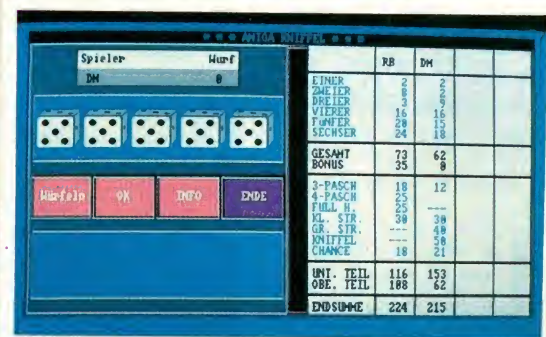 * * * AMIGA KNIFFEL * * *
Spieler Wurf
DM 0
Würfeln OK INFO ENDE
RB DM
EINER 2 2
ZWEIER 8 2
DREIER 3 9
VIERER 16 16
FüNFER 20 15
SECHSER 24 18
GESAMT 73 62
BONUS 35 0
3-PASCH 18 12
4-PASCH 25
FULL H. 25 ---
KL. STR. 30 30
GR. STR. --- 40
KNIFFEL --- 50
CHANCE 18 21
UNT. TEIL 116 153
OBE. TEIL 108 62
ENDSUMME 224 215